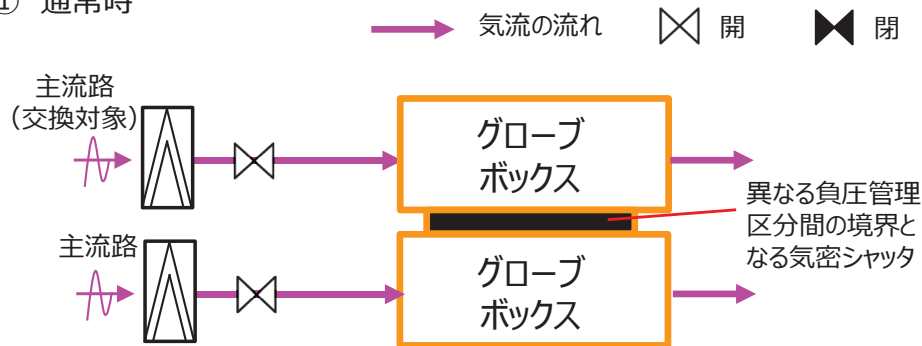 ① 通常時
気流の流れ
開
閉
主流路
（交換対象）
グローブ
ボックス
異なる負圧管理
区分間の境界と
なる気密シャッタ
主流路
グローブ
ボックス